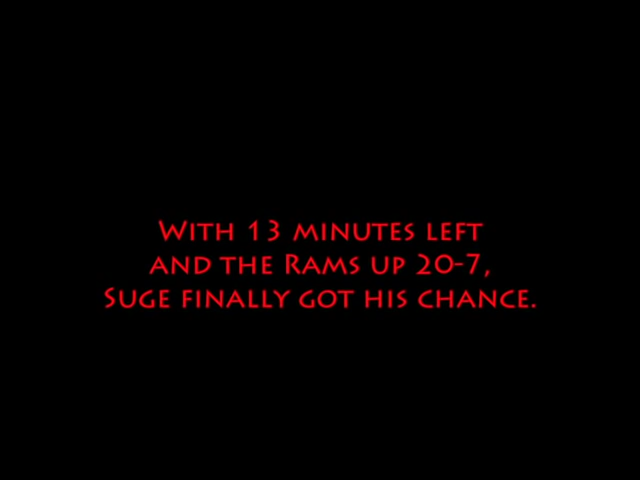 With 13 minutes left
and the Rams up 20-7,
Suge finally got his chance.